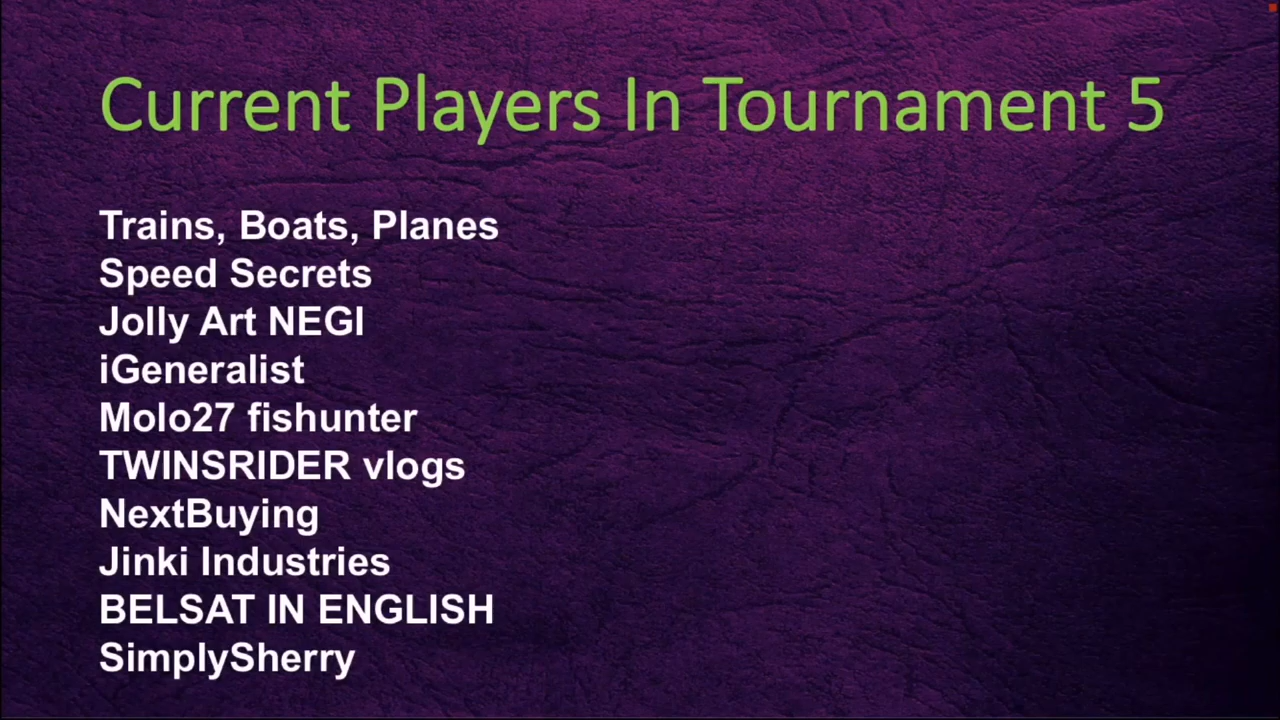 Current Players In Tournament 5
Trains, Boats, Planes
Speed Secrets
Jolly Art NEGI
iGeneralist
Molo27 fishunter
TWINSRIDER vlogs
NextBuying
Jinki Industries
BELSAT IN ENGLISH
SimplySherry